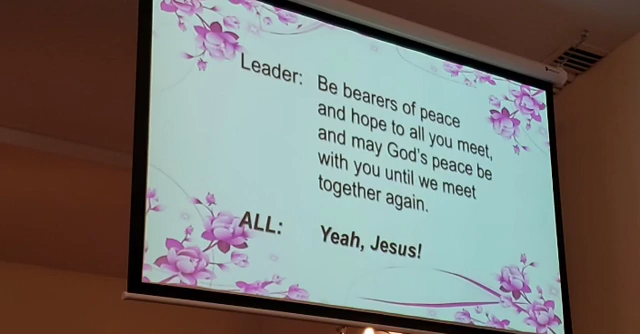 Leader: Be bearers of peace
and hope to all you meet,
and may God's peace be
with you until we meet
together again.
ALL: Yeah, Jesus!